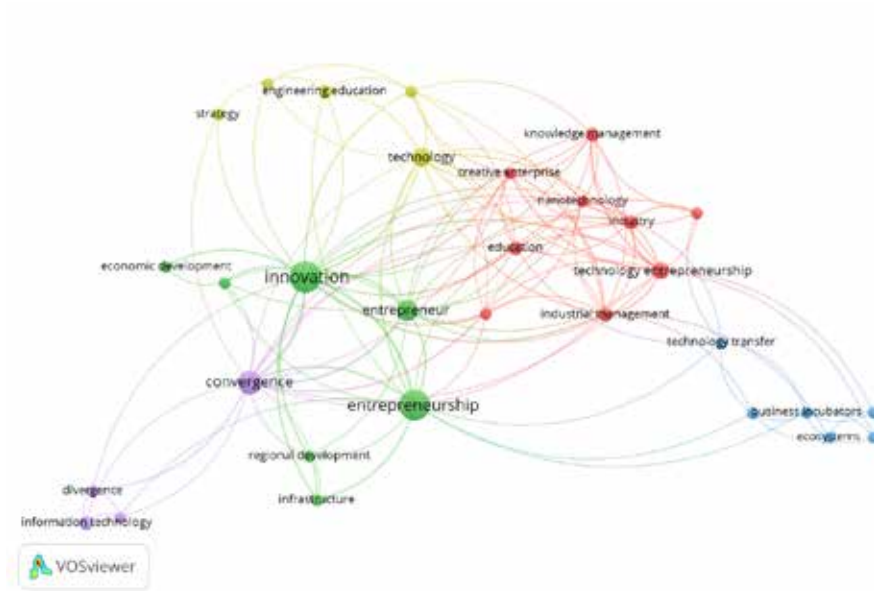 engineering education
strategy
knowledge management
technology
creative enterprise
nanotechnology
industry
education
economic development
technology entrepreneurship
innovation
entrepreneur
industrial management
technology transfer
convergence
entrepreneurship
business incubators
ecosystems
regional development
divergence
infrastructure
information technology
VOSviewer